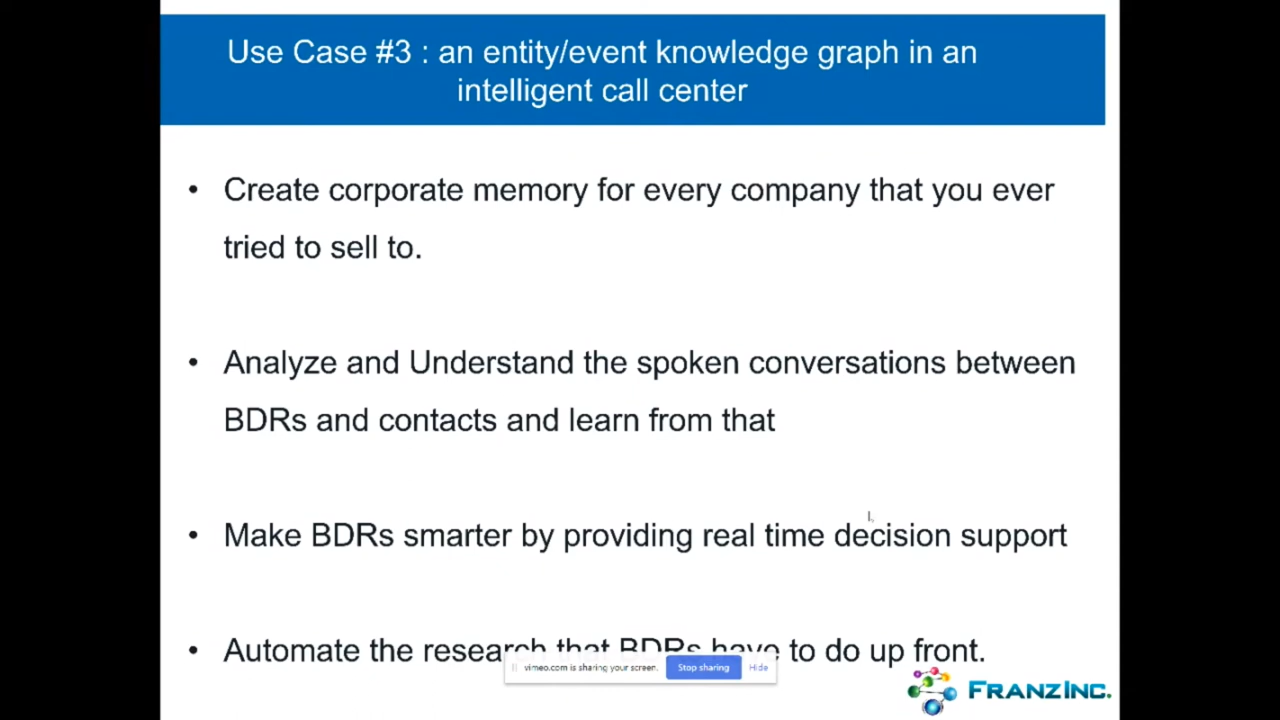 Use Case #3 : an entity/event knowledge graph in an
intelligent call center
• Create corporate memory for every company that you ever
tried to sell to.
• Analyze and Understand the spoken conversations between
BDRs and contacts and learn from that
• Make BDRs smarter by providing real time decision support
• Automate the research that BDRs have to do up front.
vimeo.com is sharing your screen. Stop sharing Hide
FRANZINC.